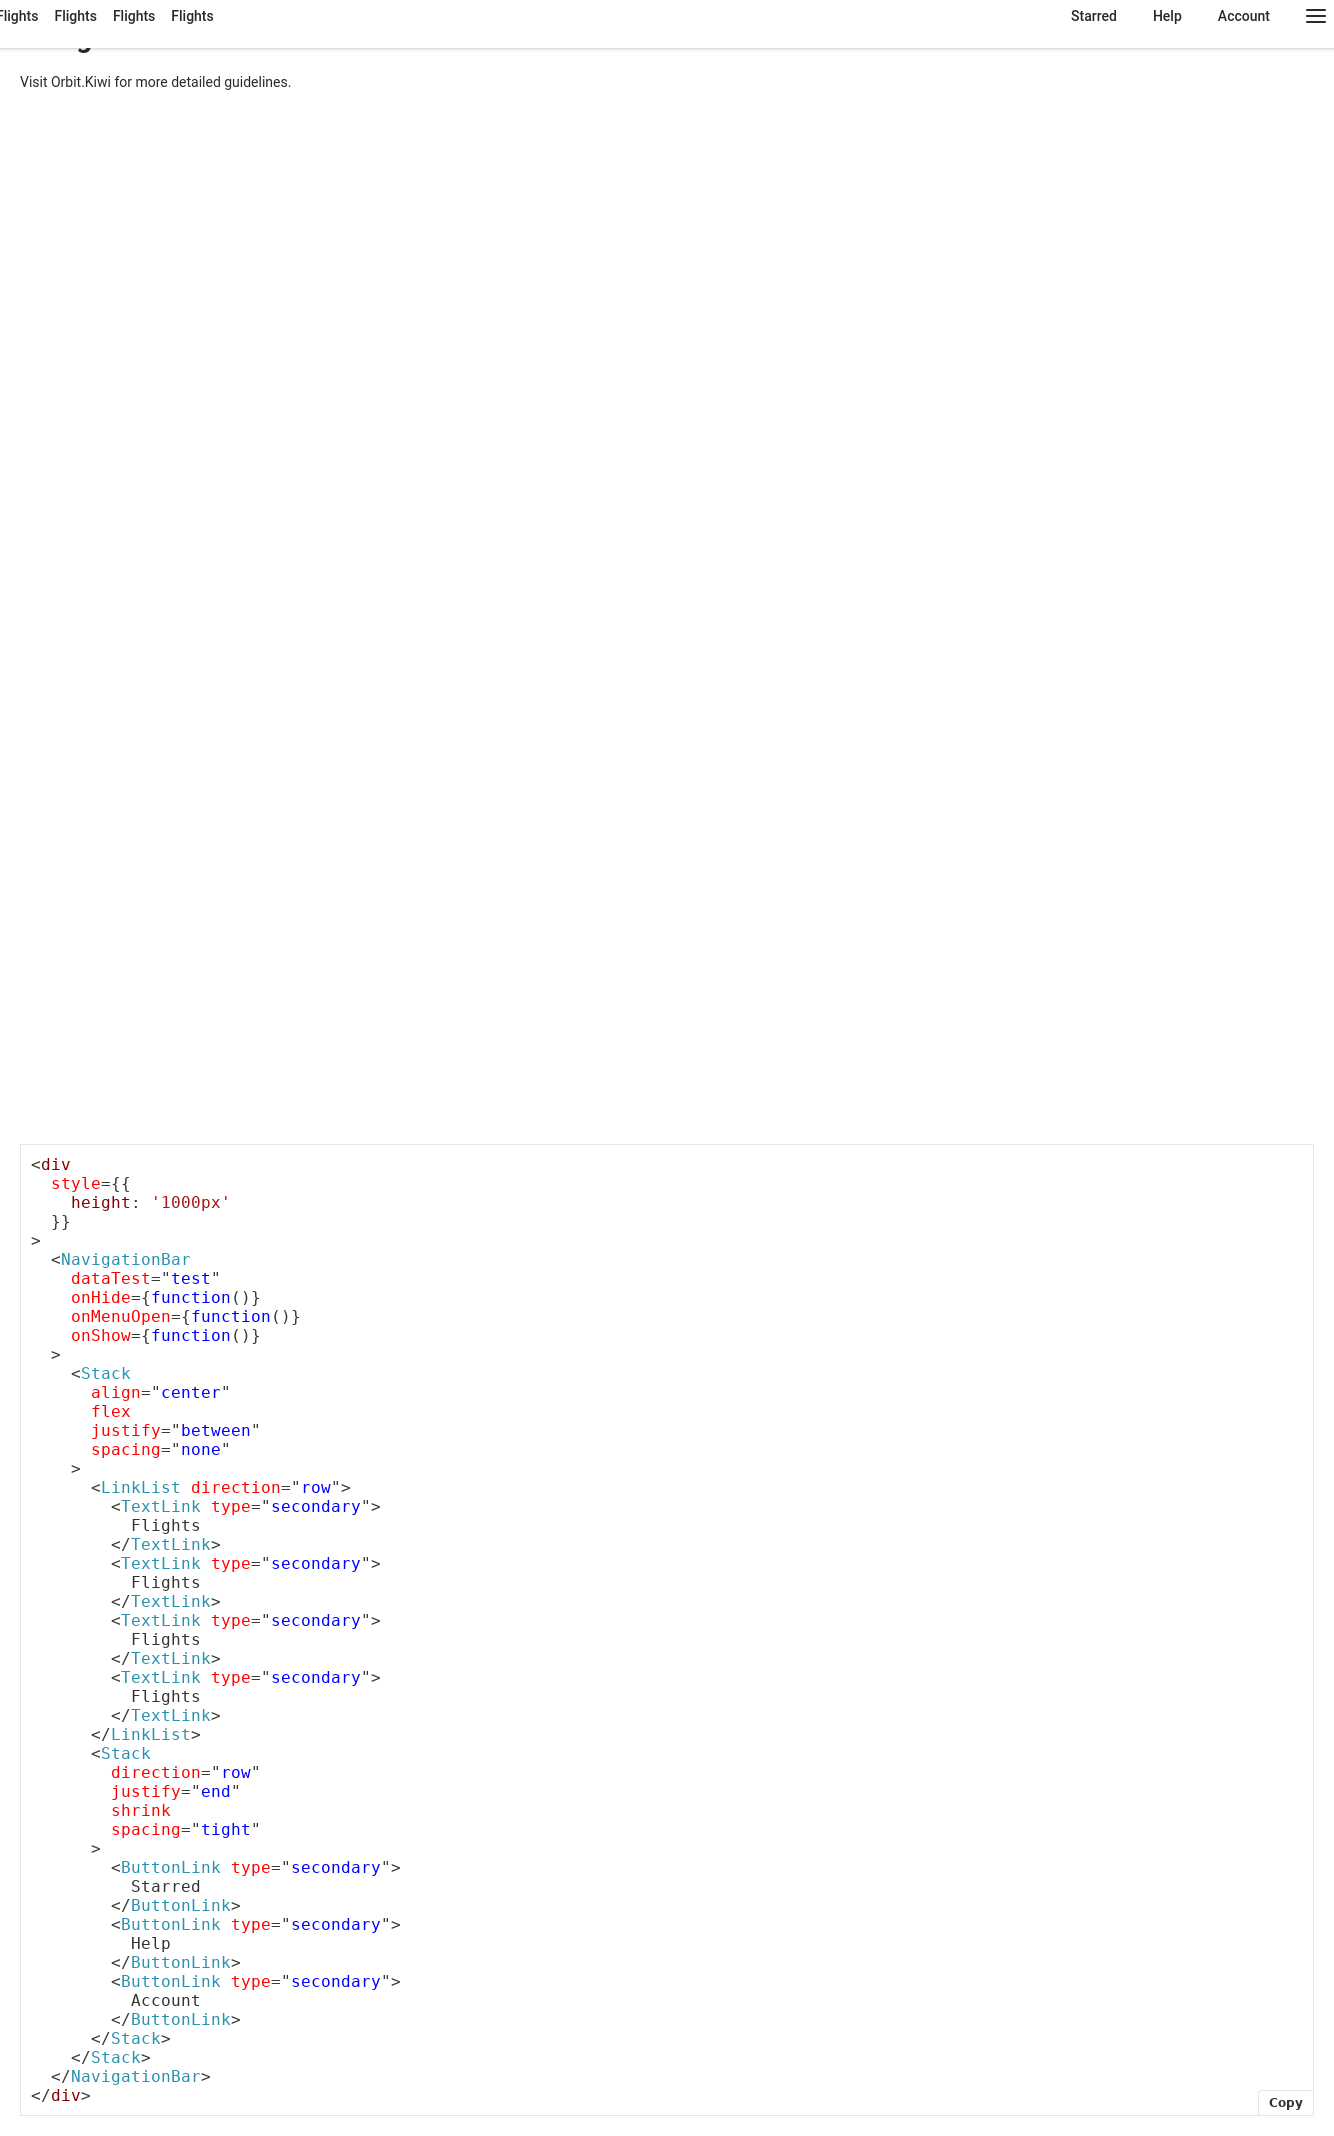 Flights Flights Flights Flights Starred Help Account
Visit Orbit.Kiwi for more detailed guidelines.
<div
  style={{
    height: '1000px'
  }}
>
  <NavigationBar
    dataTest="test"
    onHide={function()}
    onMenuOpen={function()}
    onShow={function()}
  >
    <Stack
      align="center"
      flex
      justify="between"
      spacing="none"
    >
      <LinkList direction="row">
        <TextLink type="secondary">
          Flights
        </TextLink>
        <TextLink type="secondary">
          Flights
        </TextLink>
        <TextLink type="secondary">
          Flights
        </TextLink>
        <TextLink type="secondary">
          Flights
        </TextLink>
      </LinkList>
      <Stack
        direction="row"
        justify="end"
        shrink
        spacing="tight"
      >
        <ButtonLink type="secondary">
          Starred
        </ButtonLink>
        <ButtonLink type="secondary">
          Help
        </ButtonLink>
        <ButtonLink type="secondary">
          Account
        </ButtonLink>
      </Stack>
    </Stack>
  </NavigationBar>
</div>
Copy